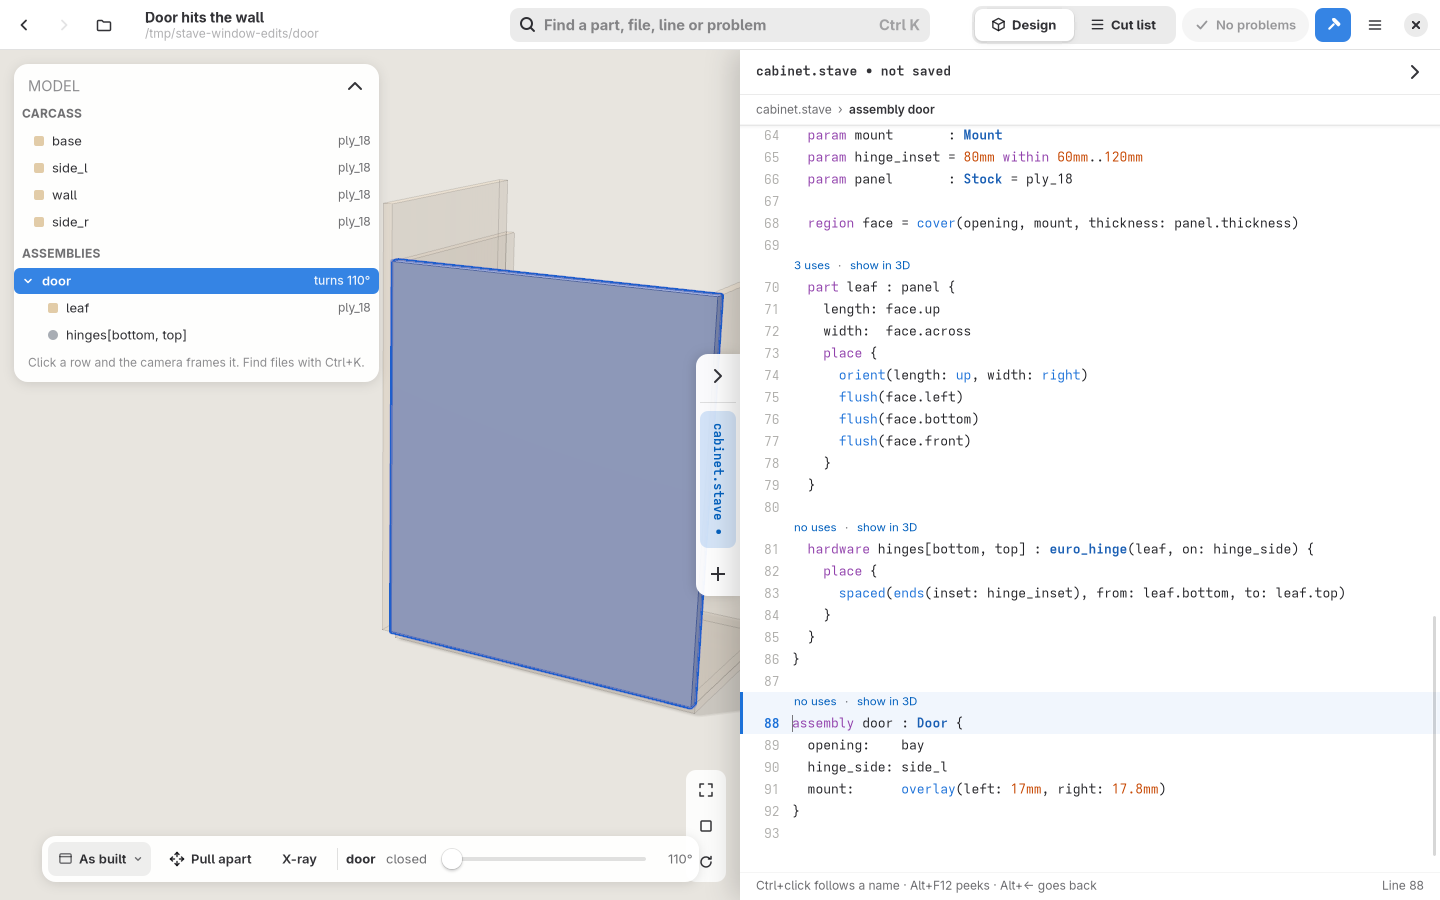 Door hits the wall
/tmp/stave-window-edits/door
Find a part, file, line or problem
Ctrl K
Design
Cut list
No problems
MODEL
CARCASS
base ply_18
side_l ply_18
wall ply_18
side_r ply_18
ASSEMBLIES
door turns 110°
leaf ply_18
hinges[bottom, top]
Click a row and the camera frames it. Find files with Ctrl+K.
cabinet.stave •
As built
Pull apart
X-ray
door closed 110°
cabinet.stave • not saved
cabinet.stave › assembly door
64 param mount : Mount
65 param hinge_inset = 80mm within 60mm..120mm
66 param panel : Stock = ply_18
67
68 region face = cover(opening, mount, thickness: panel.thickness)
69
3 uses · show in 3D
70 part leaf : panel {
71 length: face.up
72 width: face.across
73 place {
74 orient(length: up, width: right)
75 flush(face.left)
76 flush(face.bottom)
77 flush(face.front)
78 }
79 }
80
no uses · show in 3D
81 hardware hinges[bottom, top] : euro_hinge(leaf, on: hinge_side) {
82 place {
83 spaced(ends(inset: hinge_inset), from: leaf.bottom, to: leaf.top)
84 }
85 }
86 }
87
no uses · show in 3D
88 assembly door : Door {
89 opening: bay
90 hinge_side: side_l
91 mount: overlay(left: 17mm, right: 17.8mm)
92 }
93
Ctrl+click follows a name · Alt+F12 peeks · Alt+← goes back
Line 88